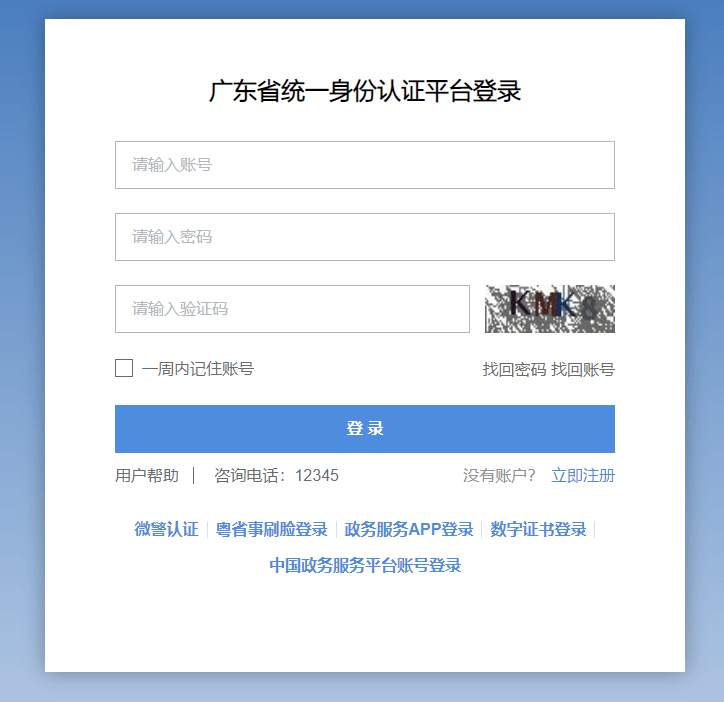 广东省统一身份认证平台登录
请输入账号
请输入密码
请输入验证码 KMK8
一周内记住账号 找回密码 找回账号
登 录
用户帮助 | 咨询电话：12345 没有账户？ 立即注册
微警认证 | 粤省事刷脸登录 | 政务服务APP登录 | 数字证书登录 |
中国政务服务平台账号登录